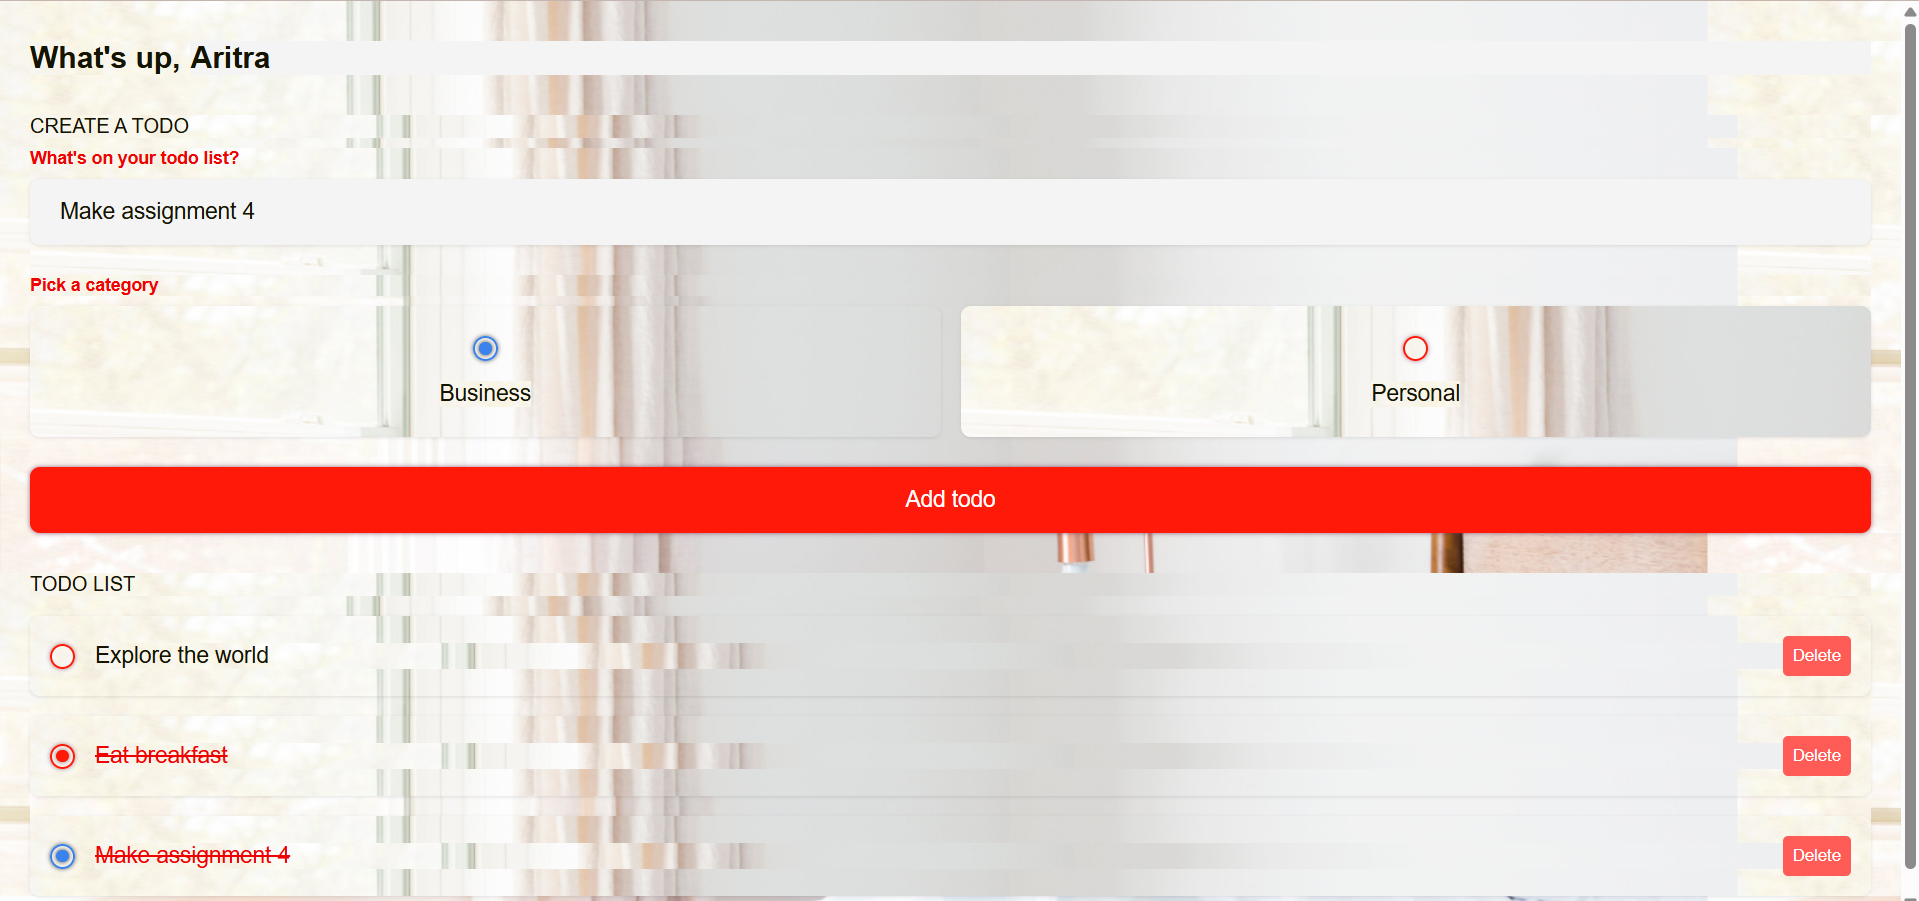 What's up, Aritra
CREATE A TODO
What's on your todo list?
Make assignment 4
Pick a category
Business
Personal
Add todo
TODO LIST
Explore the world
Delete
Eat breakfast
Delete
Make assignment 4
Delete